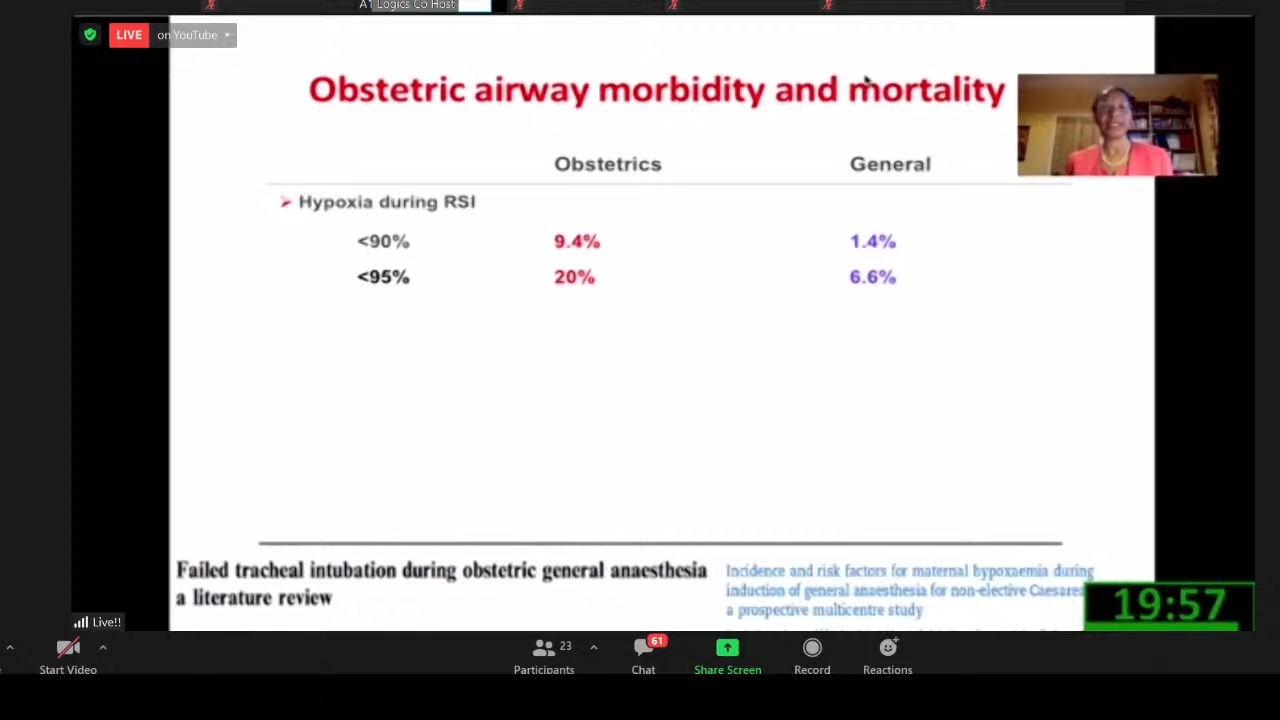 A1 Logics Co Host
LIVE on YouTube
Obstetric airway morbidity and mortality
Obstetrics General
Hypoxia during RSI
<90% 9.4% 1.4%
<95% 20% 6.6%
Failed tracheal intubation during obstetric general anaesthesia
a literature review
Incidence and risk factors for maternal hypoxaemia during
induction of general anaesthesia for non-elective
a prospective multicentre study
19:57
Live!!
Start Video
23
Participants
61
Chat
Share Screen
Record
Reactions